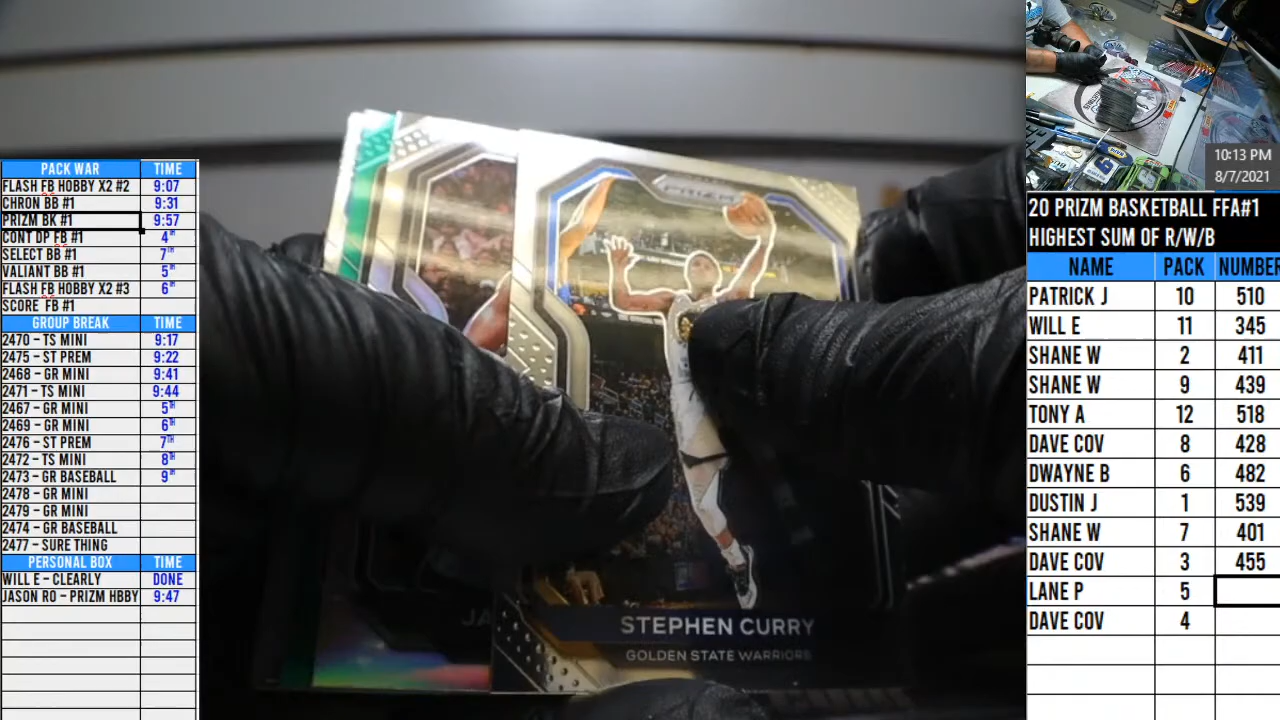 PACK WAR TIME
FLASH FB HOBBY X2 #2 9:07
CHRON BB #1 9:31
PRIZM BK #1 9:57
CONT DP FB #1 4TH
SELECT BB #1 7TH
VALIANT BB #1 5TH
FLASH FB HOBBY X2 #3 6TH
SCORE FB #1
GROUP BREAK TIME
2470 – TS MINI 9:17
2475 – ST PREM 9:22
2468 – GR MINI 9:41
2471 – TS MINI 9:44
2467 – GR MINI 5TH
2469 – GR MINI 6TH
2476 – ST PREM 7TH
2472 – TS MINI 8TH
2473 – GR BASEBALL 9TH
2478 – GR MINI
2479 – GR MINI
2474 – GR BASEBALL
2477 – SURE THING
PERSONAL BOX TIME
WILL E – CLEARLY DONE
JASON RO – PRIZM HBBY 9:47
PRIZM
JA
STEPHEN CURRY
GOLDEN STATE WARRIORS
10:13 PM
8/7/2021
20 PRIZM BASKETBALL FFA#1
HIGHEST SUM OF R/W/B
NAME PACK NUMBER
PATRICK J 10 510
WILL E 11 345
SHANE W 2 411
SHANE W 9 439
TONY A 12 518
DAVE COV 8 428
DWAYNE B 6 482
DUSTIN J 1 539
SHANE W 7 401
DAVE COV 3 455
LANE P 5
DAVE COV 4